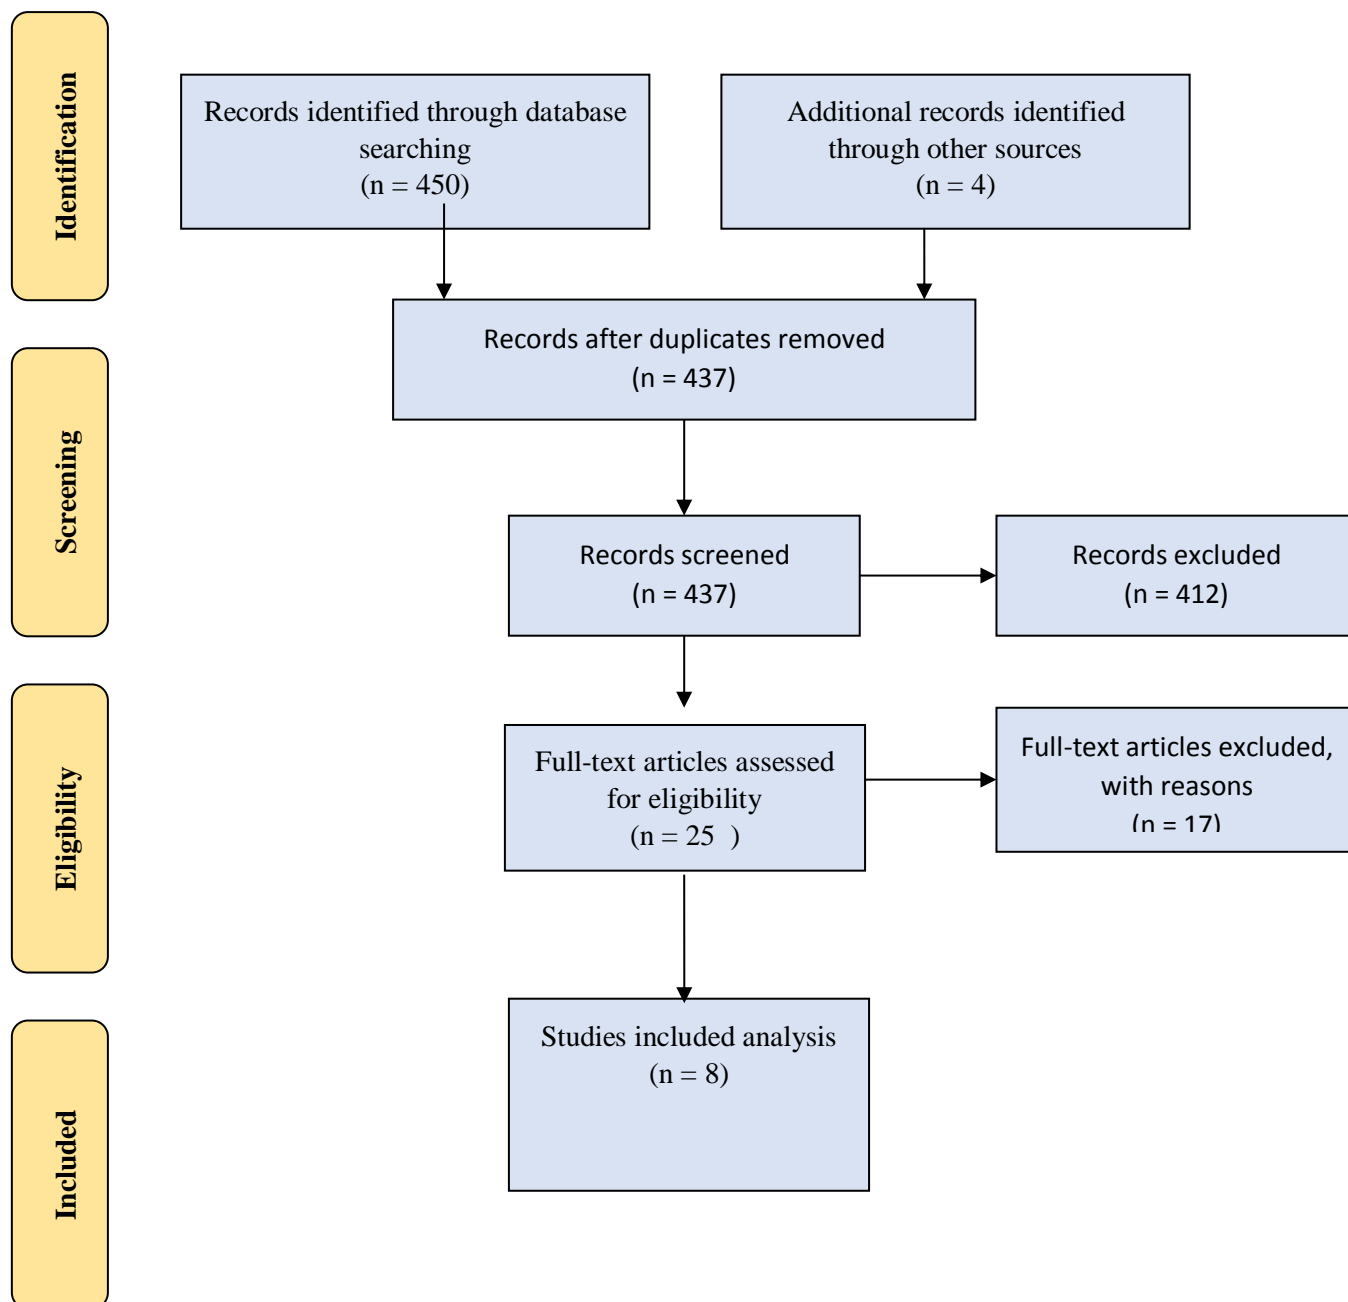 Identification
Records identified through database
searching
(n = 450)
Additional records identified
through other sources
(n = 4)
Records after duplicates removed
(n = 437)
Screening
Records screened
(n = 437)
Records excluded
(n = 412)
Eligibility
Full-text articles assessed
for eligibility
(n = 25  )
Full-text articles excluded,
with reasons
(n = 17)
Included
Studies included analysis
(n = 8)